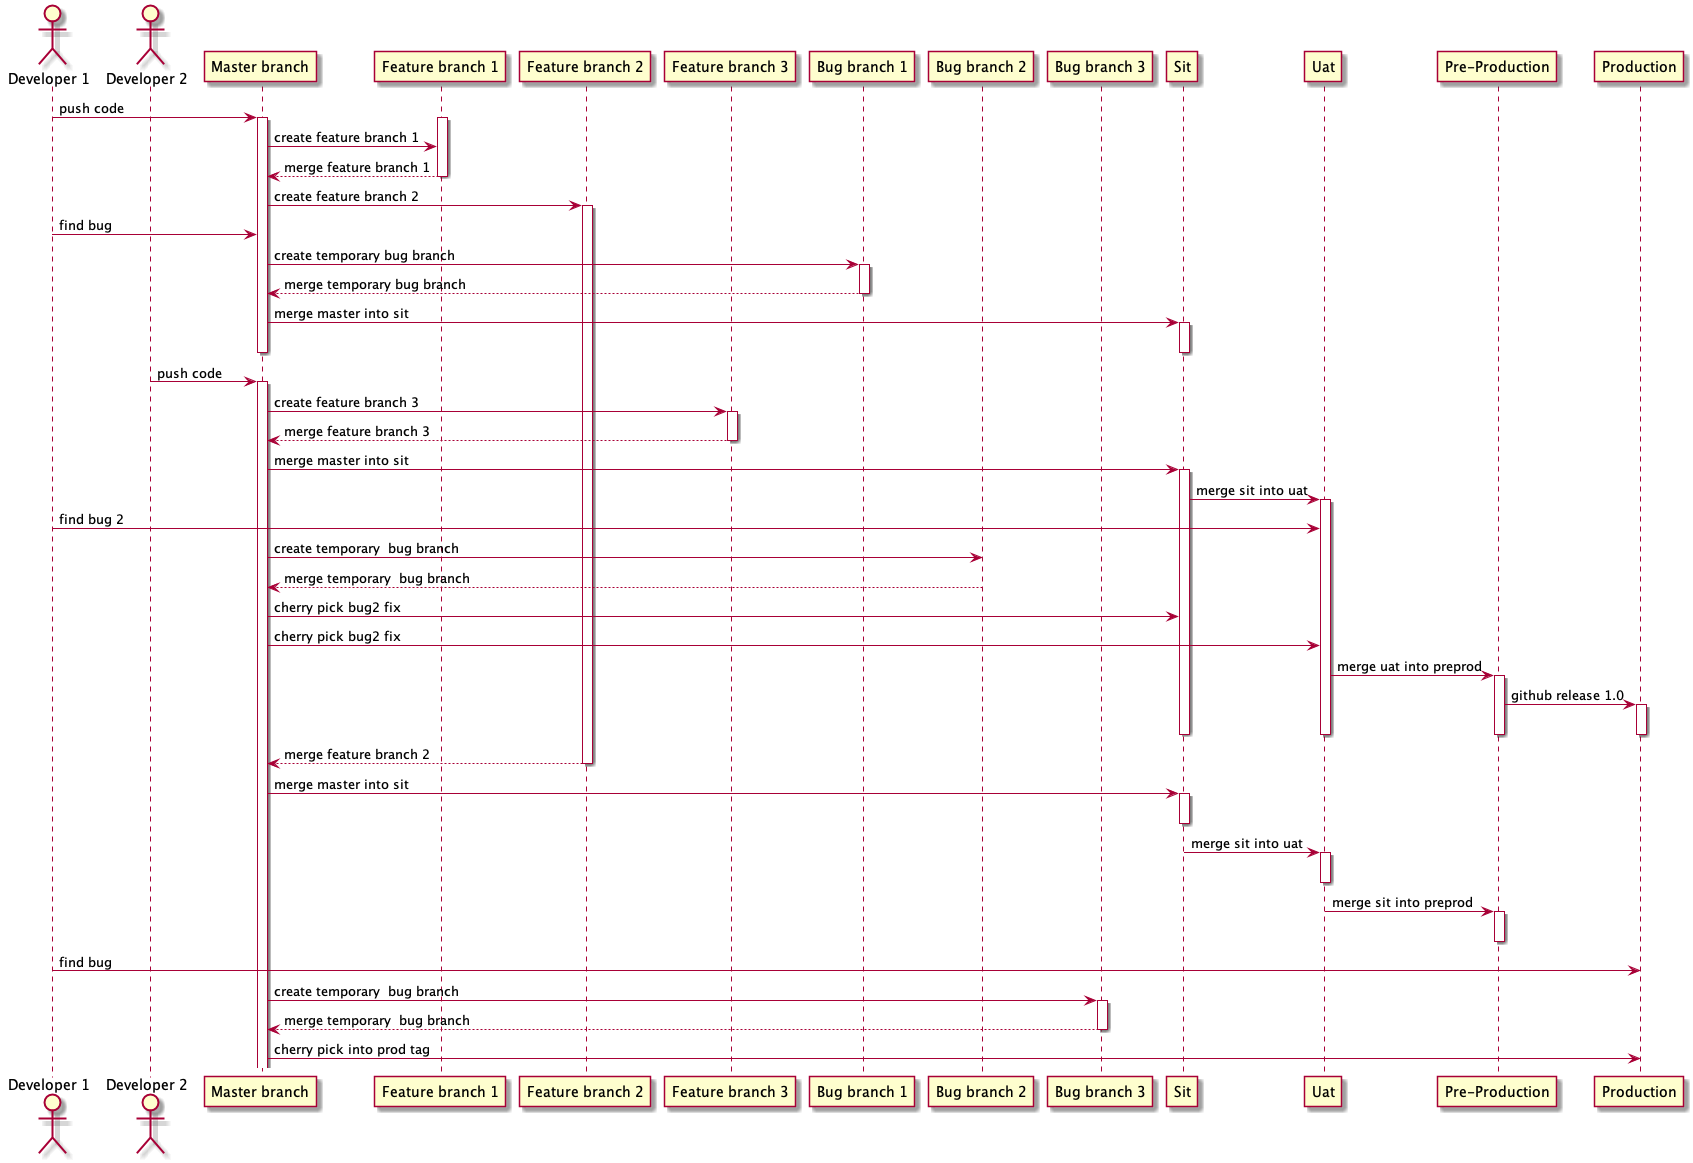 Developer 1
Developer 2
Master branch
Feature branch 1
Feature branch 2
Feature branch 3
Bug branch 1
Bug branch 2
Bug branch 3
Sit
Uat
Pre-Production
Production
push code
create feature branch 1
merge feature branch 1
create feature branch 2
find bug
create temporary bug branch
merge temporary bug branch
merge master into sit
push code
create feature branch 3
merge feature branch 3
merge master into sit
merge sit into uat
find bug 2
create temporary  bug branch
merge temporary  bug branch
cherry pick bug2 fix
cherry pick bug2 fix
merge uat into preprod
github release 1.0
merge feature branch 2
merge master into sit
merge sit into uat
merge sit into preprod
find bug
create temporary  bug branch
merge temporary  bug branch
cherry pick into prod tag
Developer 1
Developer 2
Master branch
Feature branch 1
Feature branch 2
Feature branch 3
Bug branch 1
Bug branch 2
Bug branch 3
Sit
Uat
Pre-Production
Production